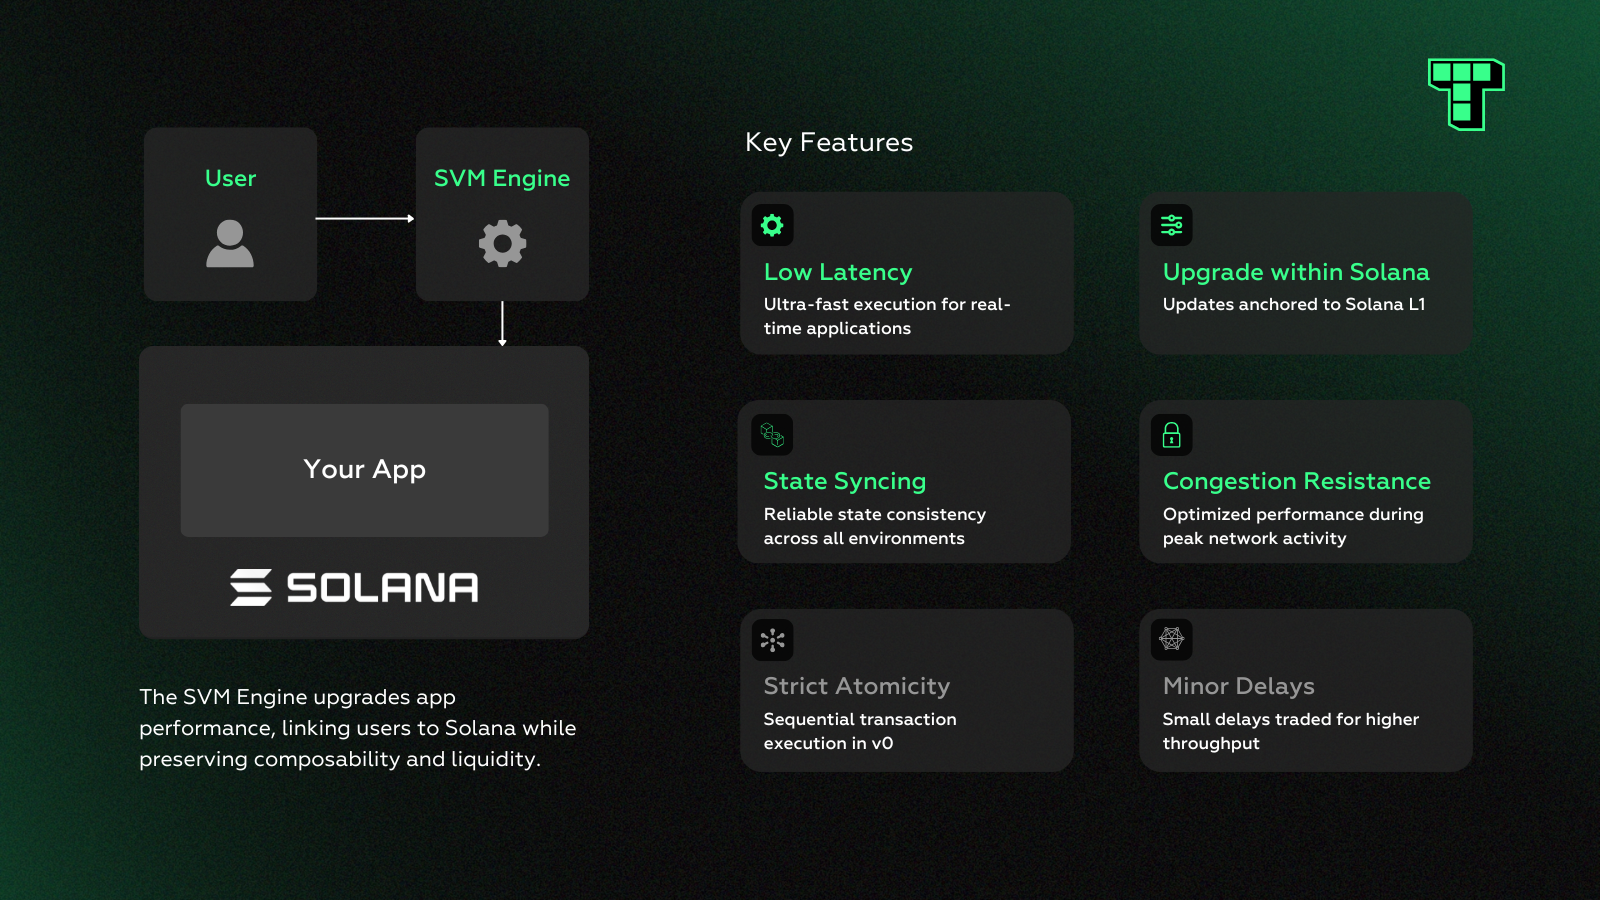 User
SVM Engine
Your App
SOLANA
The SVM Engine upgrades app
performance, linking users to Solana while
preserving composability and liquidity.
Key Features
Low Latency
Ultra-fast execution for real-
time applications
Upgrade within Solana
Updates anchored to Solana L1
State Syncing
Reliable state consistency
across all environments
Congestion Resistance
Optimized performance during
peak network activity
Strict Atomicity
Sequential transaction
execution in v0
Minor Delays
Small delays traded for higher
throughput